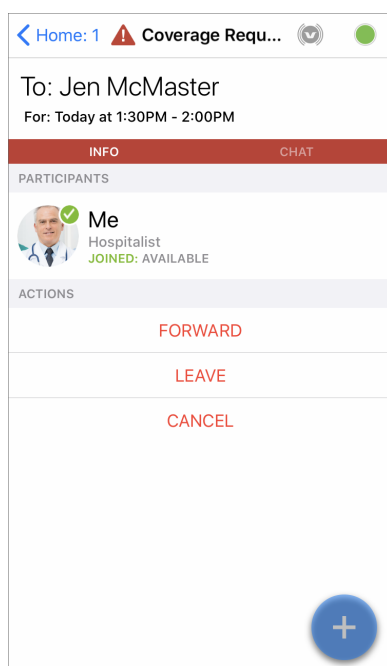 Home: 1 Coverage Requ...
To: Jen McMaster
For: Today at 1:30PM - 2:00PM
INFO CHAT
PARTICIPANTS
Me
Hospitalist
JOINED: AVAILABLE
ACTIONS
FORWARD
LEAVE
CANCEL